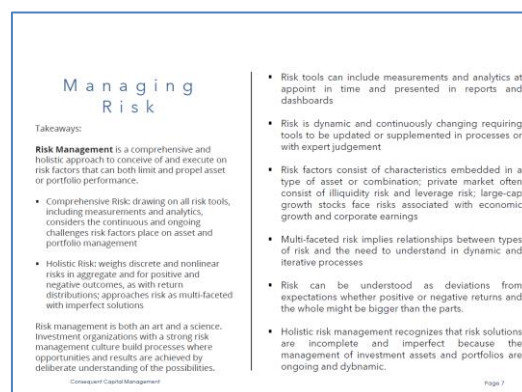 Managing
Risk
Takeaways:
Risk Management is a comprehensive and
holistic approach to conceive of and execute on
risk factors that can both limit and propel asset
or portfolio performance.
▪ Comprehensive Risk: drawing on all risk tools,
including measurements and analytics,
considers the continuous and ongoing
challenges risk factors place on asset and
portfolio management
▪ Holistic Risk: weighs discrete and nonlinear
risks in aggregate and for positive and
negative outcomes, as with return
distributions; approaches risk as multi-faceted
with imperfect solutions
Risk management is both an art and a science.
Investment organizations with a strong risk
management culture build processes where
opportunities and results are achieved by
deliberate understanding of the possibilities.
▪ Risk tools can include measurements and analytics at
appoint in time and presented in reports and
dashboards
▪ Risk is dynamic and continuously changing requiring
tools to be updated or supplemented in processes or
with expert judgement
▪ Risk factors consist of characteristics embedded in a
type of asset or combination; private market often
consist of illiquidity risk and leverage risk; large-cap
growth stocks face risks associated with economic
growth and corporate earnings
▪ Multi-faceted risk implies relationships between types
of risk and the need to understand in dynamic and
iterative processes
▪ Risk can be understood as deviations from
expectations whether positive or negative returns and
the whole might be bigger than the parts.
▪ Holistic risk management recognizes that risk solutions
are incomplete and imperfect because the
management of investment assets and portfolios are
ongoing and dybnamic.
Consequent Capital Management
Page 7